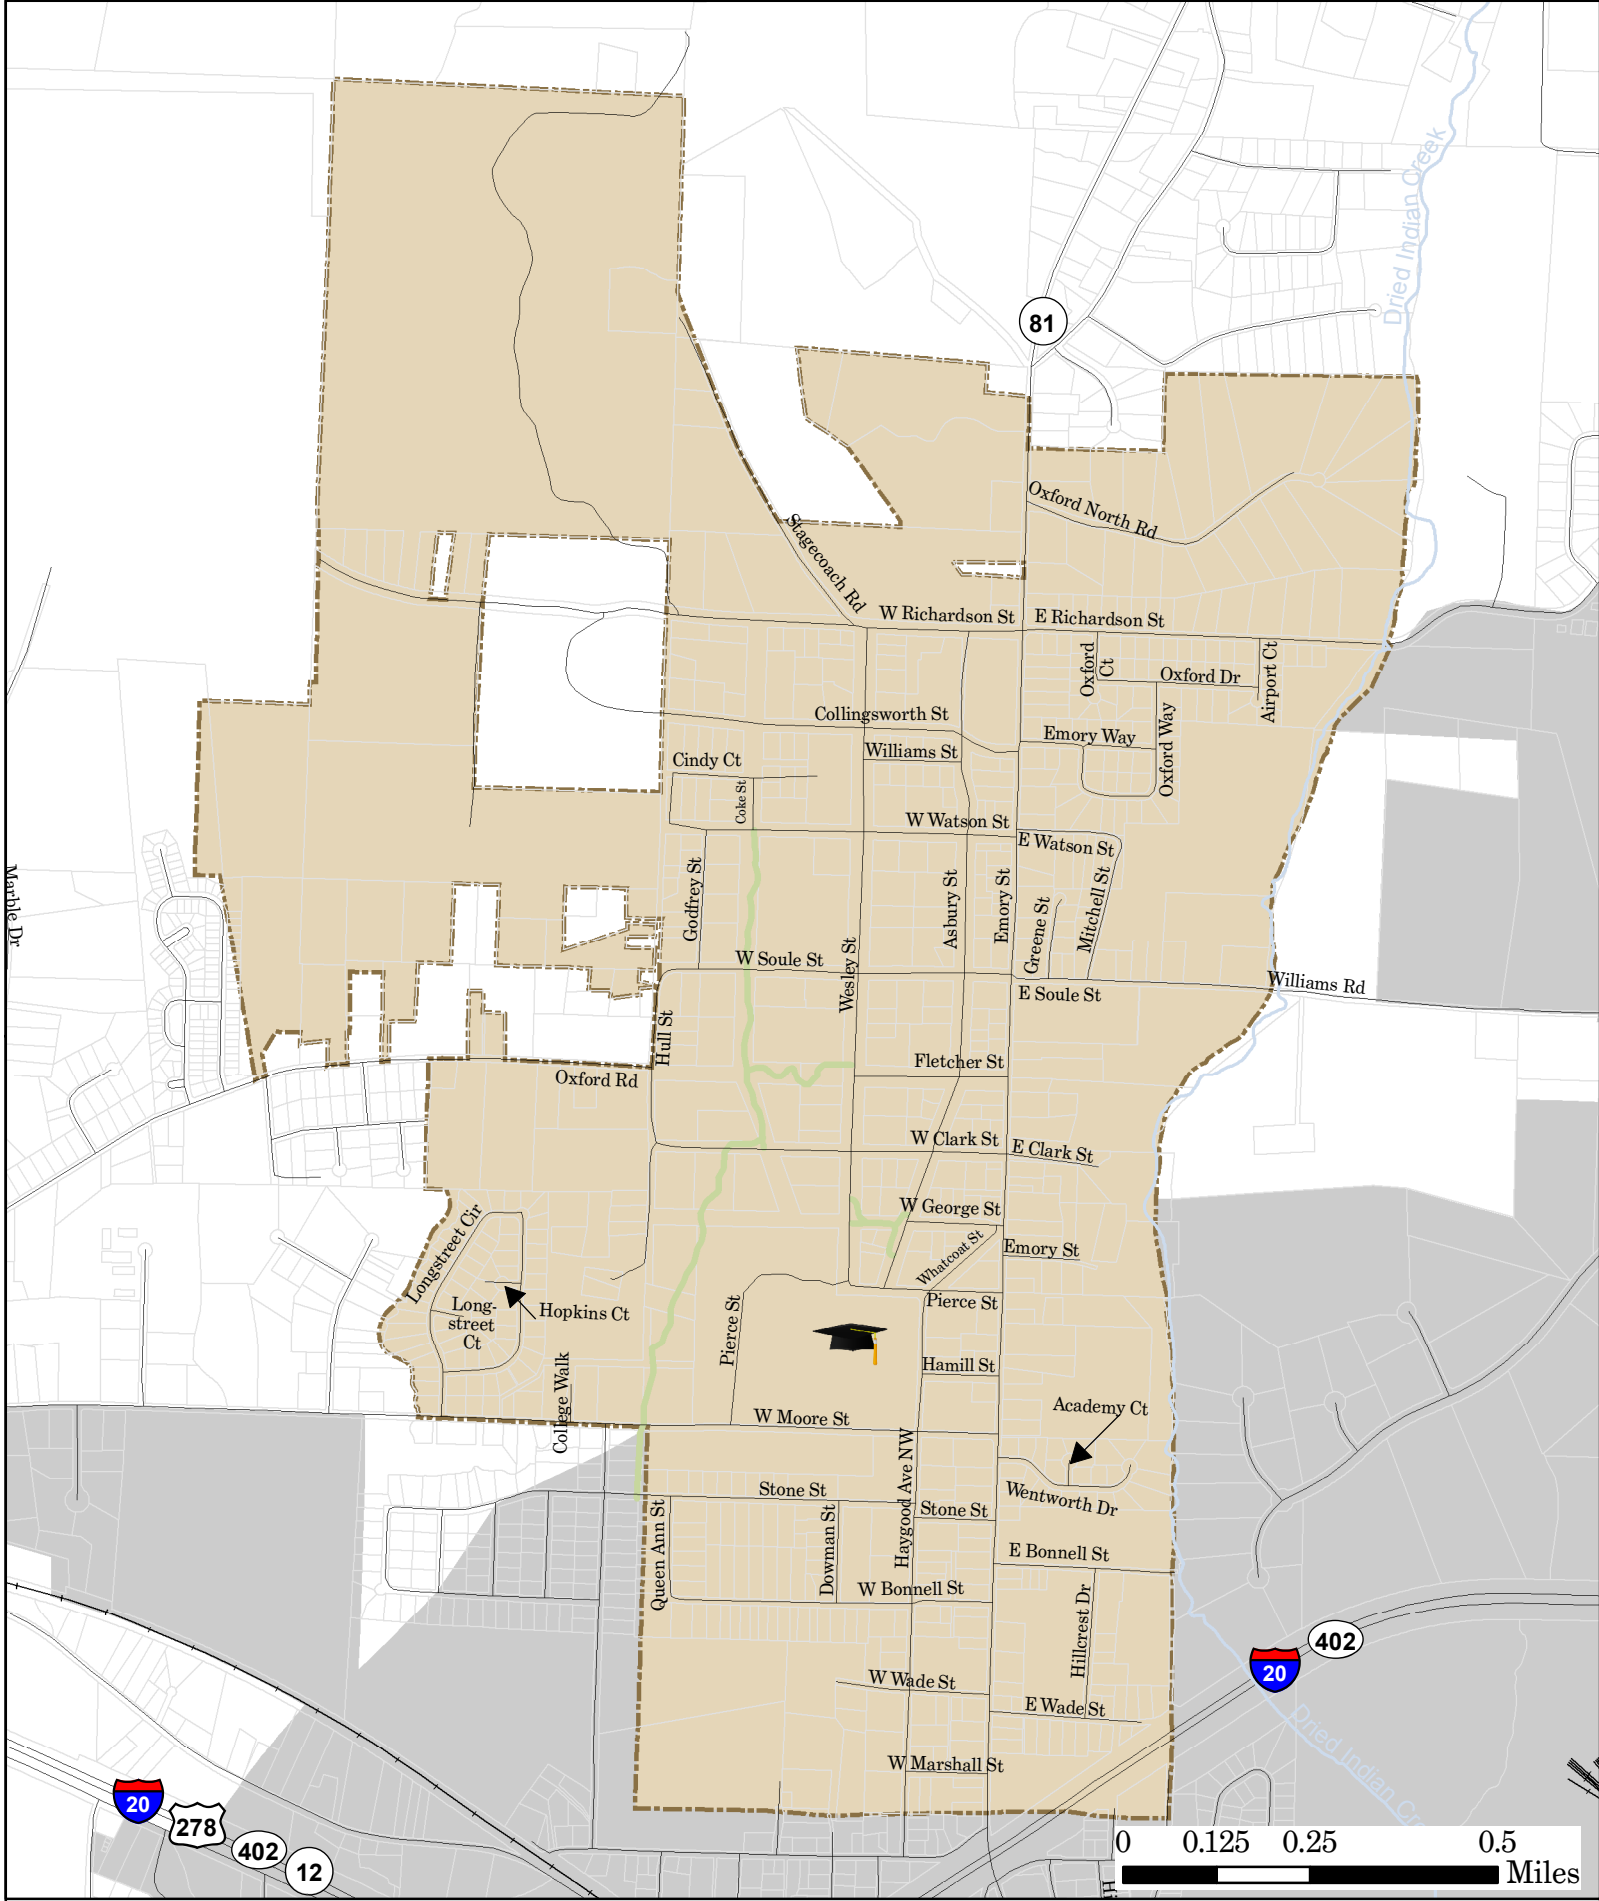 Dried Indian Creek
81
Oxford North Rd
Stagecoach Rd
W Richardson St
E Richardson St
Oxford
Ct
Oxford Dr
Airport Ct
Collingsworth St
Emory Way
Oxford Way
Williams St
Cindy Ct
Coke St
W Watson St
E Watson St
Marble Dr
Godfrey St
Asbury St
Emory St
Greene St
Mitchell St
Wesley St
W Soule St
E Soule St
Williams Rd
Hull St
Fletcher St
Oxford Rd
W Clark St
E Clark St
W George St
Longstreet Cir
Whatcoat St
Emory St
Long-
street
Ct
Hopkins Ct
Pierce St
Pierce St
Hamill St
College Walk
Academy Ct
W Moore St
Haygood Ave NW
Wentworth Dr
Stone St
Stone St
Queen Ann St
Dowman St
E Bonnell St
W Bonnell St
Hillcrest Dr
402
20
W Wade St
E Wade St
Dried Indian Cre
W Marshall St
20
278
402
12
0 0.125 0.25 0.5
Miles